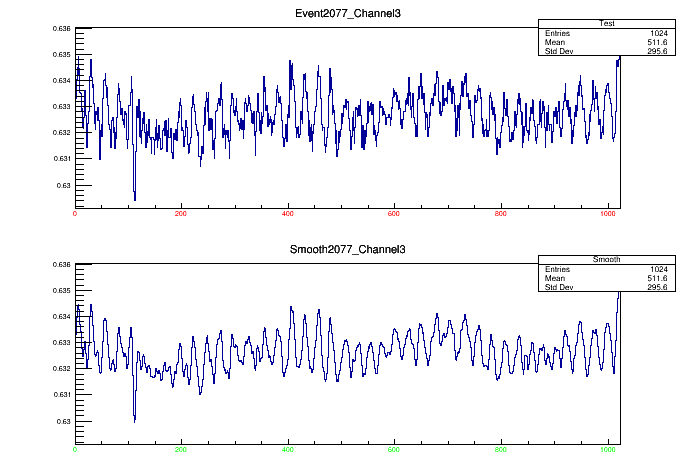 Event2077_Channel3
Test
Entries 1024
Mean 511.6
Std Dev 295.6
0.636
0.635
0.634
0.633
0.632
0.631
0.63
0 200 400 600 800 1000
Smooth2077_Channel3
Smooth
Entries 1024
Mean 511.6
Std Dev 295.6
0.636
0.635
0.634
0.633
0.632
0.631
0.63
0 200 400 600 800 1000